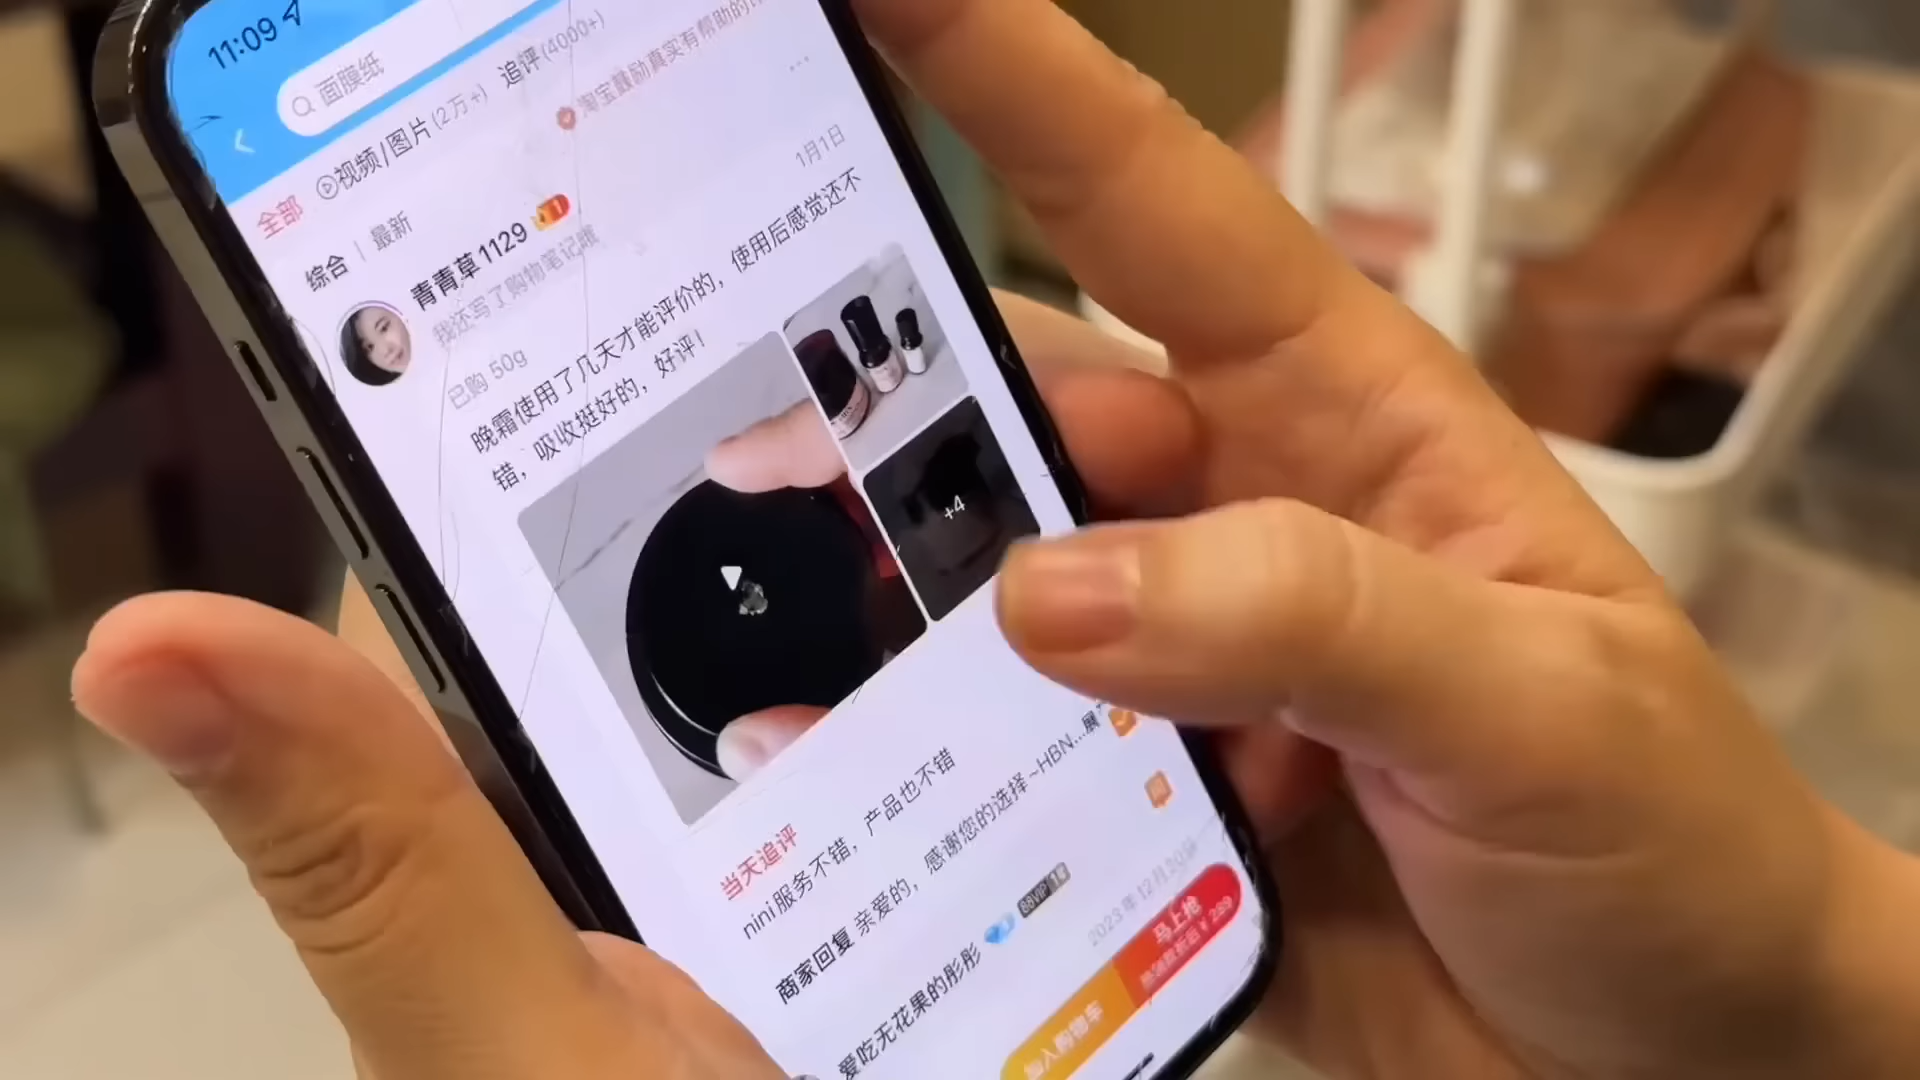 11:09
面膜纸
全部 视频/图片(2万+) 追评(4000+)
淘宝鼓励真实有帮助的
综合 | 最新
青青草1129
1月1日
我还写了购物笔记哦
已购 50g
晚霜使用了几天才能评价的，使用后感觉还不
错，吸收挺好的，好评！
+4
当天追评
nini服务不错，产品也不错
商家回复 亲爱的，感谢您的选择~HBN...展
爱吃无花果的彤彤 88VIP
2023年12月20日
加入购物车
马上抢